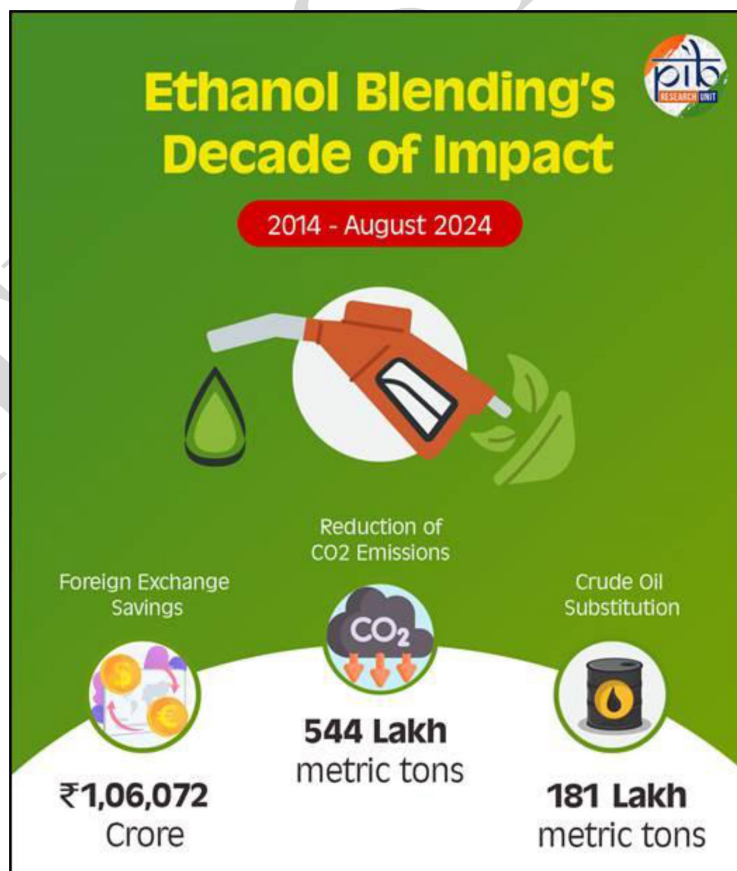 Ethanol Blending's
Decade of Impact
पिib
RESEARCH UNIT
2014 - August 2024
Reduction of
CO2 Emissions
Foreign Exchange
Savings
Crude Oil
Substitution
CO₂
$
€
544 Lakh
metric tons
₹1,06,072
Crore
181 Lakh
metric tons